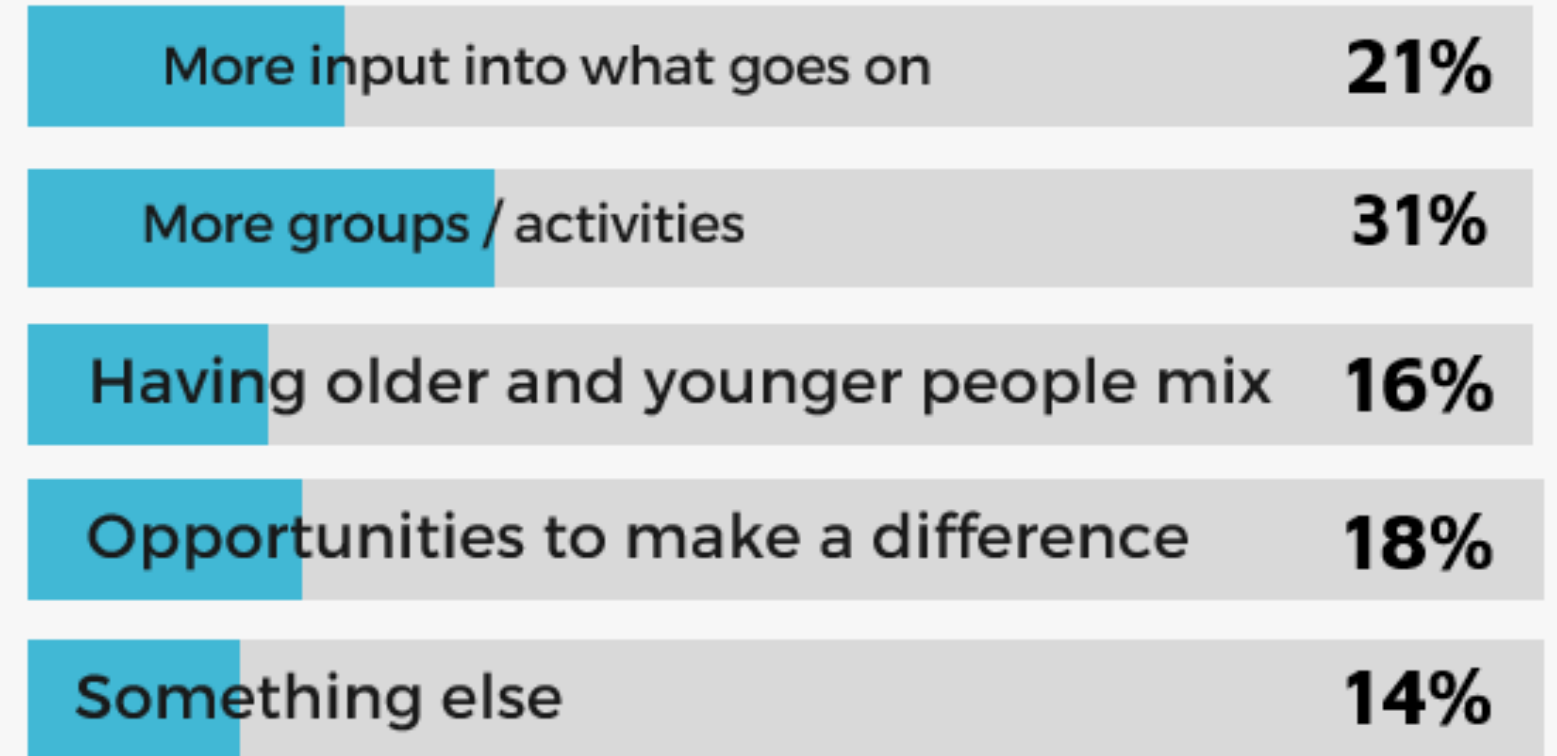 More input into what goes on 21%
More groups / activities 31%
Having older and younger people mix 16%
Opportunities to make a difference 18%
Something else 14%